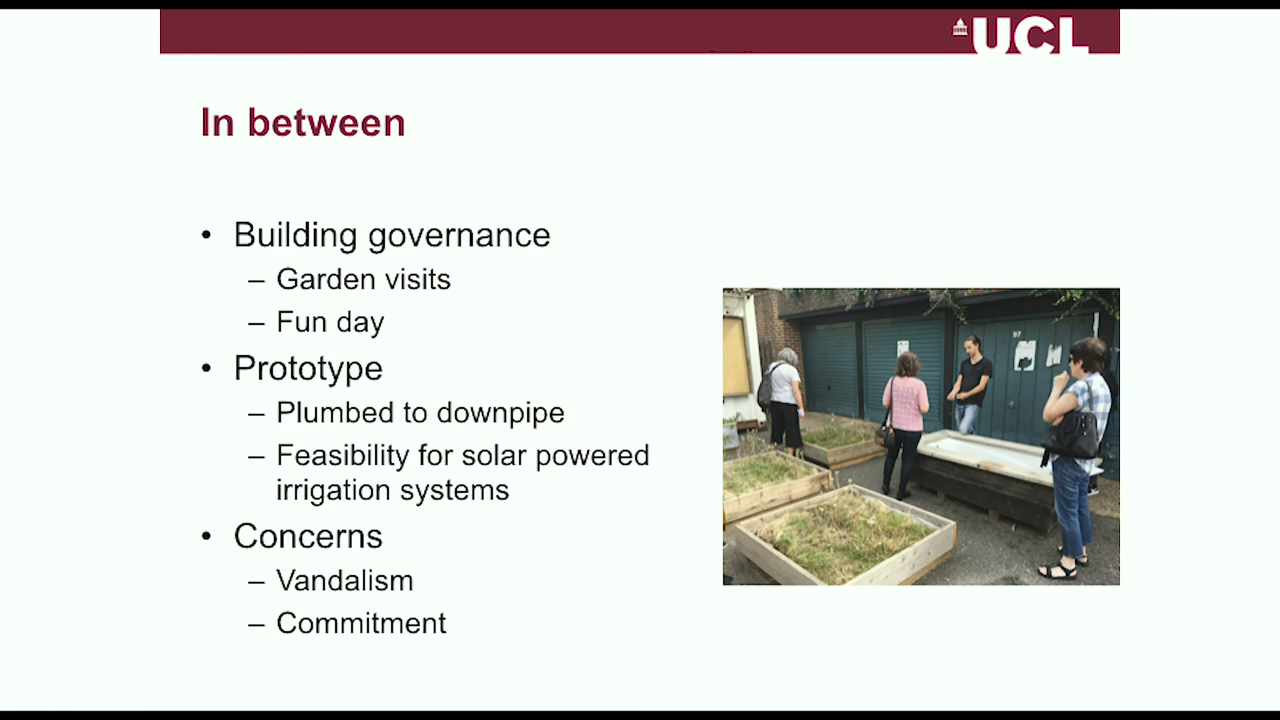 UCL
In between
• Building governance
– Garden visits
– Fun day
• Prototype
– Plumbed to downpipe
– Feasibility for solar powered
irrigation systems
• Concerns
– Vandalism
– Commitment